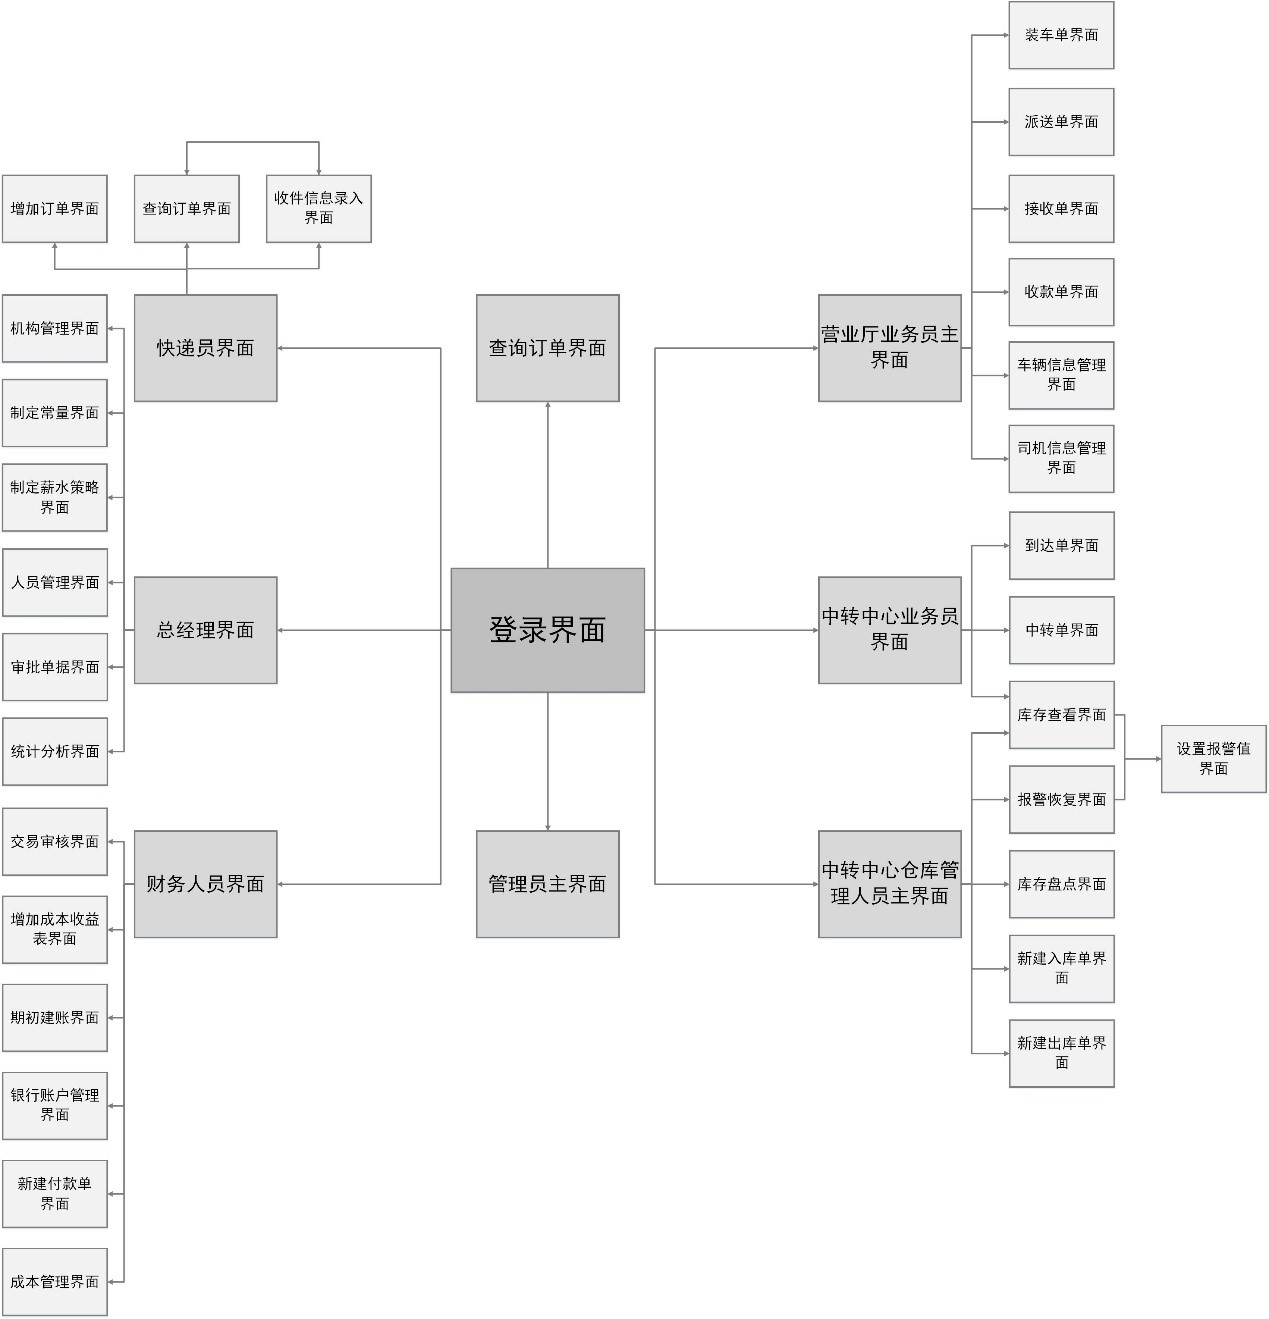 装车单界面
派送单界面
增加订单界面
查询订单界面
收件信息录入
界面
接收单界面
收款单界面
机构管理界面
快递员界面
查询订单界面
营业厅业务员主
界面
车辆信息管理
界面
制定常量界面
司机信息管理
界面
制定薪水策略
界面
到达单界面
人员管理界面
总经理界面
登录界面
中转中心业务员
界面
中转单界面
审批单据界面
库存查看界面
统计分析界面
设置报警值
界面
报警恢复界面
交易审核界面
财务人员界面
管理员主界面
中转中心仓库管
理人员主界面
库存盘点界面
增加成本收益
表界面
新建入库单界
面
期初建账界面
新建出库单界
面
银行账户管理
界面
新建付款单
界面
成本管理界面